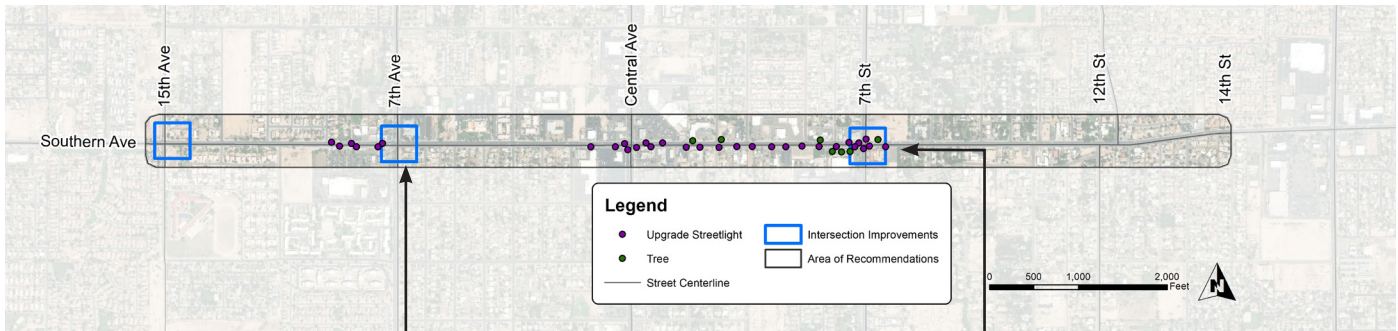 15th Ave
7th Ave
Central Ave
7th St
12th St
14th St
Southern Ave
Legend
Upgrade Streetlight
Intersection Improvements
Tree
Area of Recommendations
Street Centerline
0 500 1,000 2,000
Feet
N